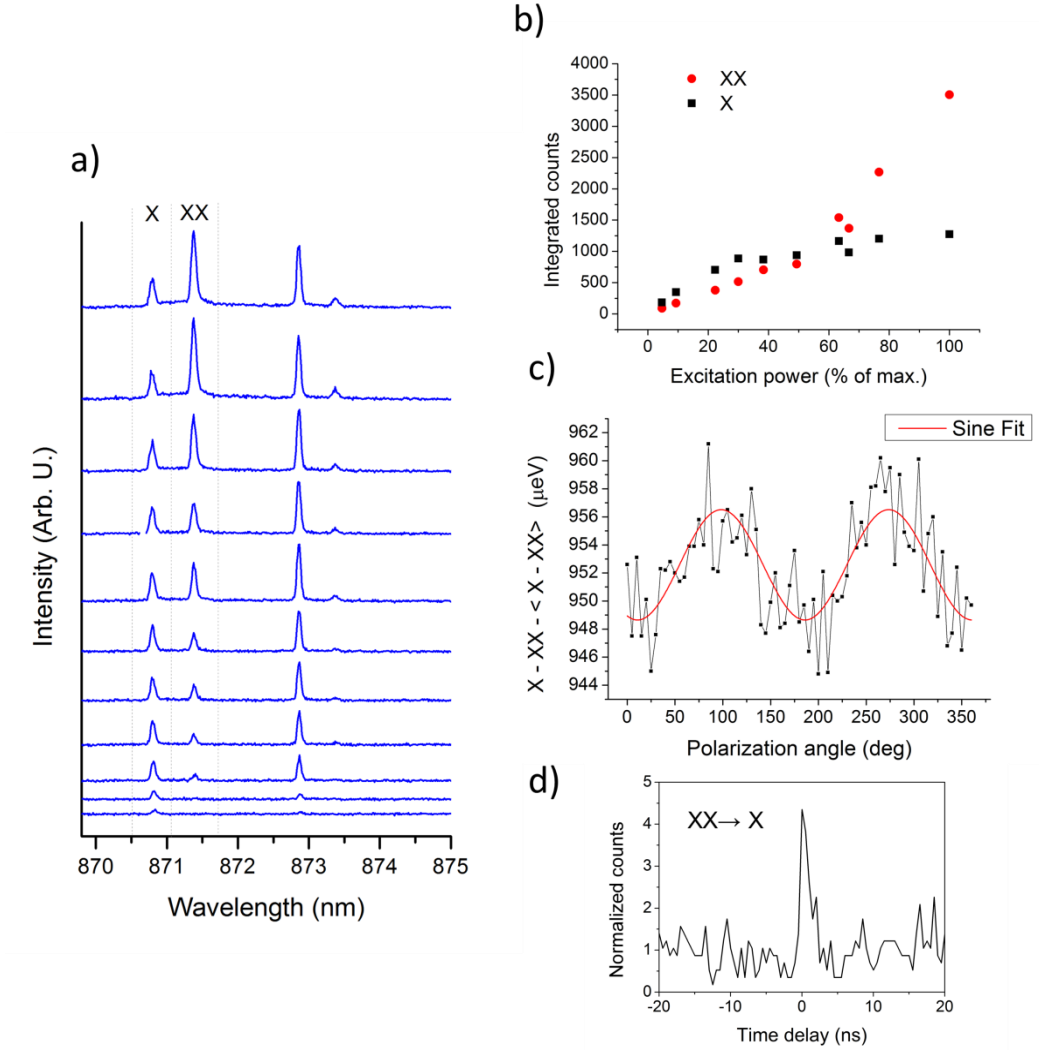 a)
X XX
Intensity (Arb. U.)
870 871 872 873 874 875
Wavelength (nm)
b)
4000
3500
3000
2500
2000
1500
1000
500
0
Integrated counts
XX
X
0 20 40 60 80 100
Excitation power (% of max.)
c)
962
960
958
956
954
952
950
948
946
944
X - XX - < X - XX> (μeV)
Sine Fit
0 50 100 150 200 250 300 350
Polarization angle (deg)
d)
5
4
3
2
1
0
Normalized counts
XX→ X
-20 -10 0 10 20
Time delay (ns)